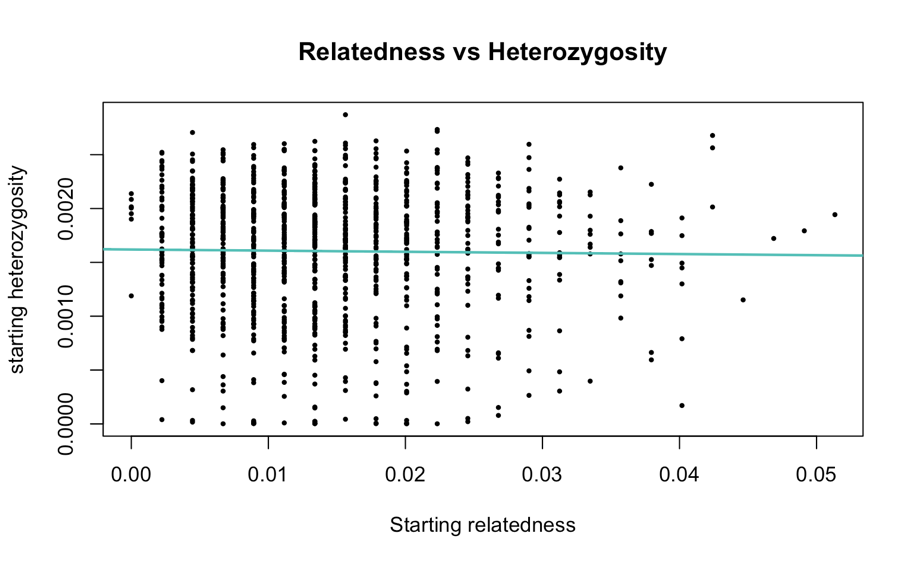 Relatedness vs Heterozygosity
starting heterozygosity
0.0020
0.0010
0.0000
0.00 0.01 0.02 0.03 0.04 0.05
Starting relatedness